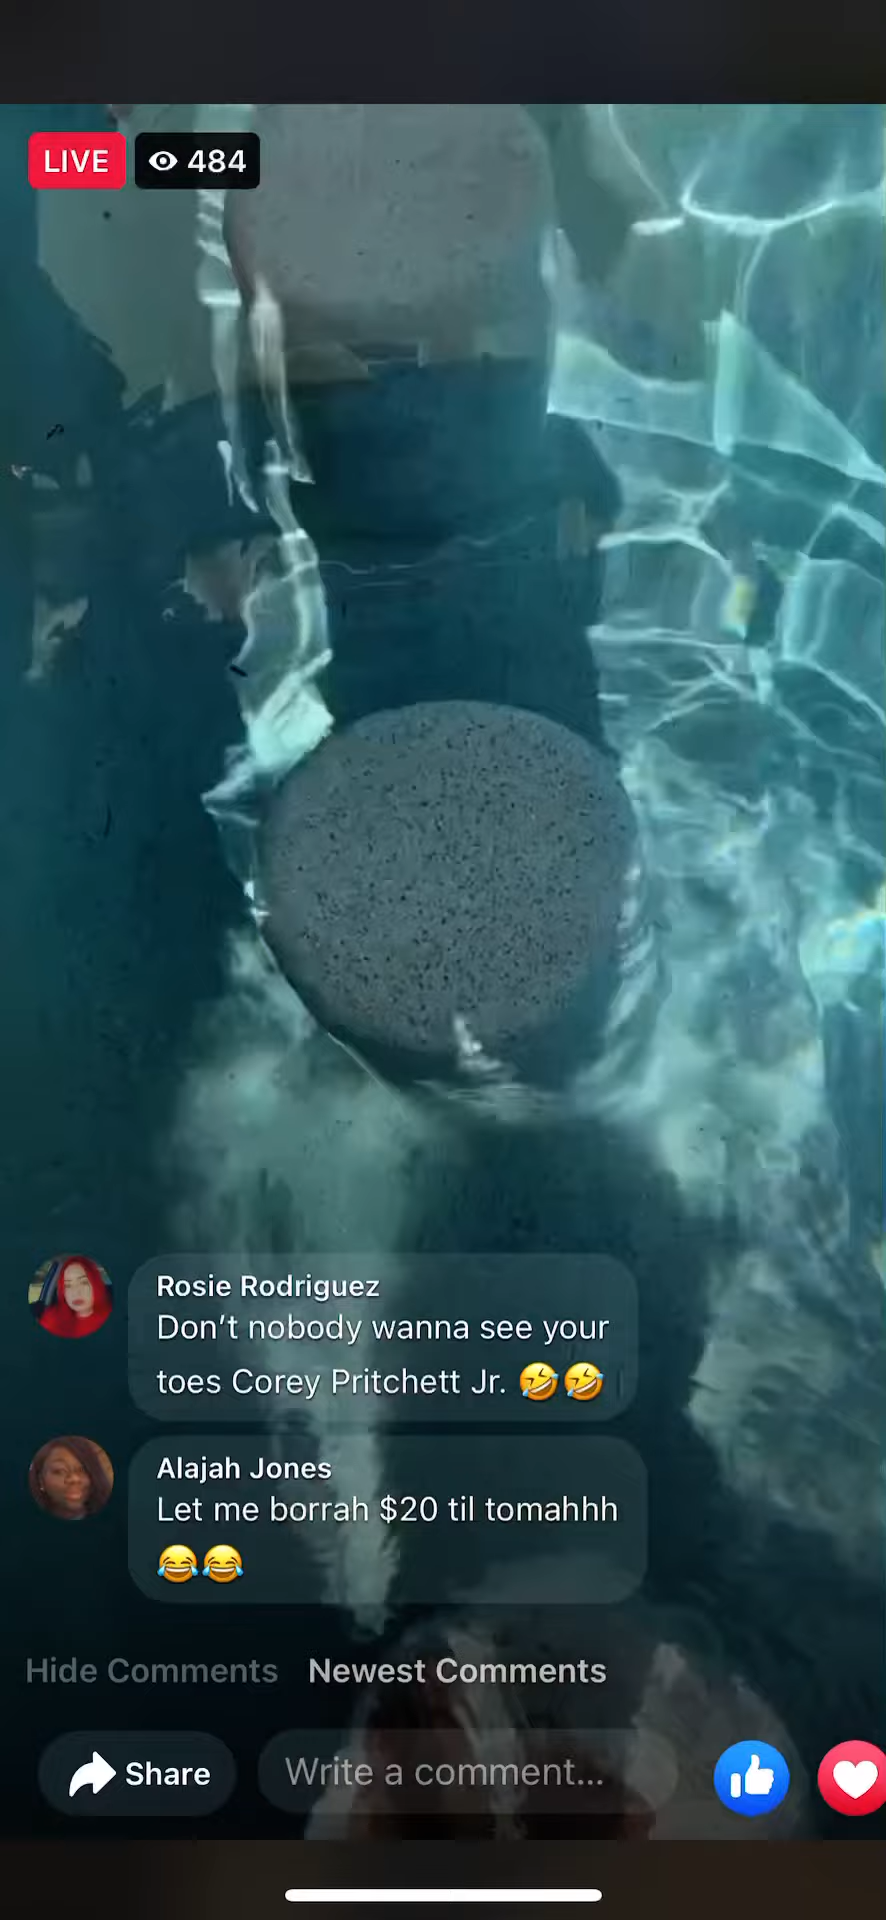 LIVE 484
Rosie Rodriguez
Don’t nobody wanna see your
toes Corey Pritchett Jr. 🤣🤣
Alajah Jones
Let me borrah $20 til tomahhh
😂😂
Hide Comments Newest Comments
Share Write a comment...